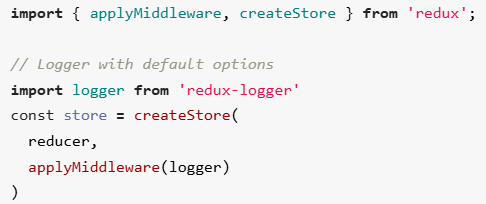 import { applyMiddleware, createStore } from 'redux';
// Logger with default options
import logger from 'redux-logger'
const store = createStore(
  reducer,
  applyMiddleware(logger)
)